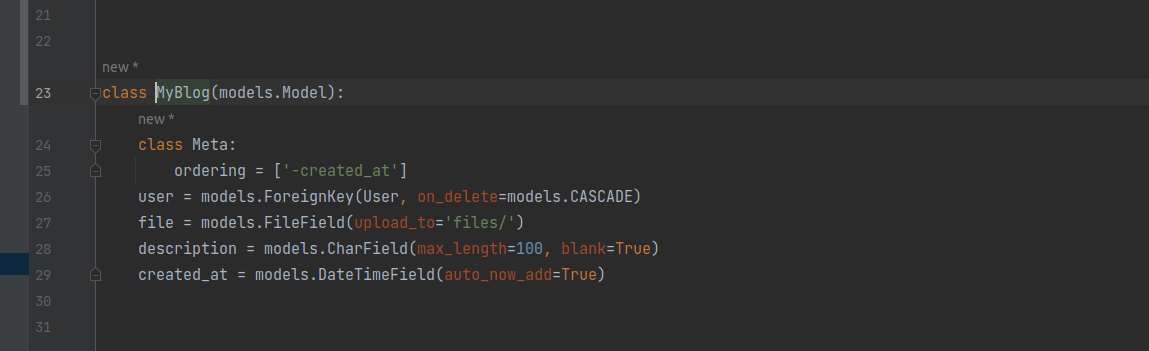 21
22
new *
23 class MyBlog(models.Model):
new *
24 class Meta:
25 ordering = ['-created_at']
26 user = models.ForeignKey(User, on_delete=models.CASCADE)
27 file = models.FileField(upload_to='files/')
28 description = models.CharField(max_length=100, blank=True)
29 created_at = models.DateTimeField(auto_now_add=True)
30
31